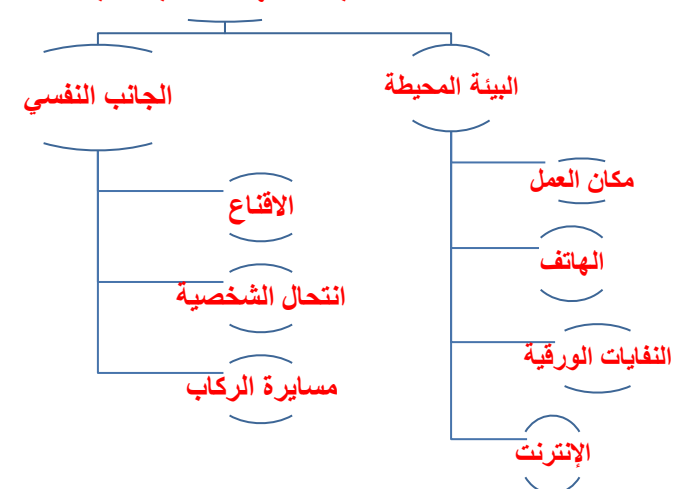 البيئة المحيطة
مكان العمل
الهاتف
النفايات الورقية
الإنترنت
الجانب النفسي
الاقناع
انتحال الشخصية
مسايرة الركاب